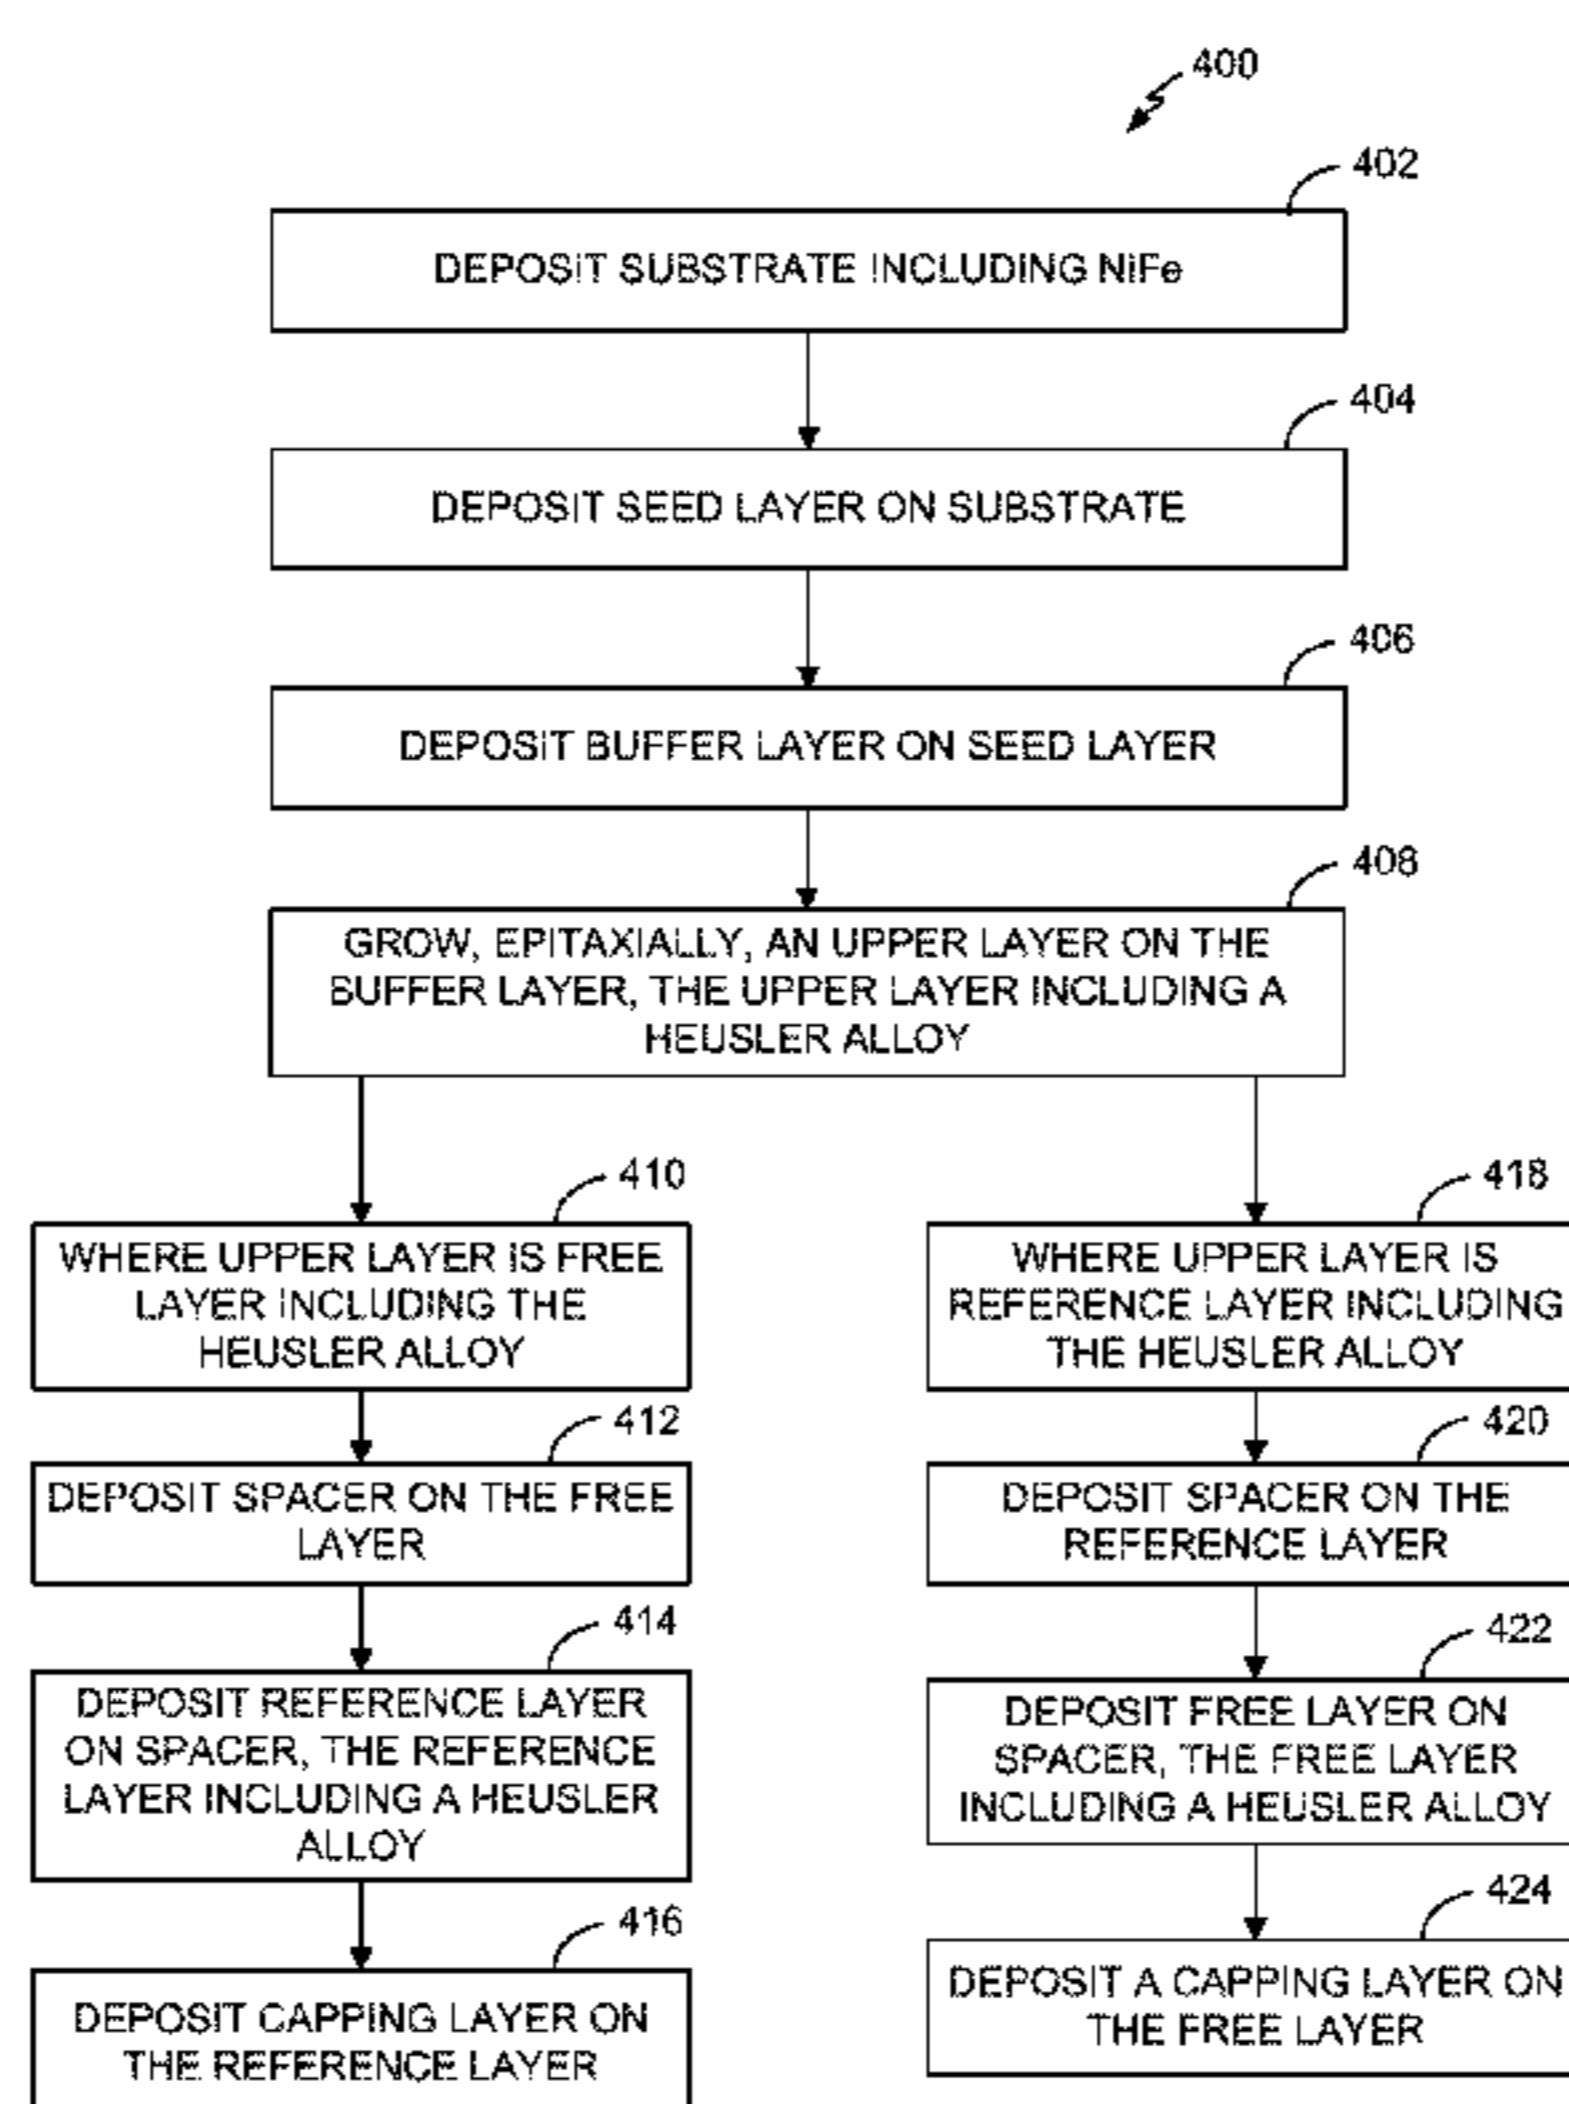 400
402
DEPOSIT SUBSTRATE INCLUDING NiFe
404
DEPOSIT SEED LAYER ON SUBSTRATE
406
DEPOSIT BUFFER LAYER ON SEED LAYER
408
GROW, EPITAXIALLY, AN UPPER LAYER ON THE
BUFFER LAYER, THE UPPER LAYER INCLUDING A
HEUSLER ALLOY
410
WHERE UPPER LAYER IS FREE
LAYER INCLUDING THE
HEUSLER ALLOY
412
DEPOSIT SPACER ON THE FREE
LAYER
414
DEPOSIT REFERENCE LAYER
ON SPACER, THE REFERENCE
LAYER INCLUDING A HEUSLER
ALLOY
416
DEPOSIT CAPPING LAYER ON
THE REFERENCE LAYER
418
WHERE UPPER LAYER IS
REFERENCE LAYER INCLUDING
THE HEUSLER ALLOY
420
DEPOSIT SPACER ON THE
REFERENCE LAYER
422
DEPOSIT FREE LAYER ON
SPACER, THE FREE LAYER
INCLUDING A HEUSLER ALLOY
424
DEPOSIT A CAPPING LAYER ON
THE FREE LAYER